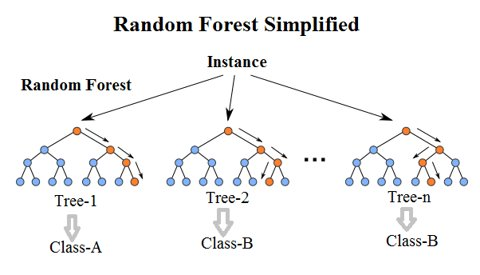 Random Forest Simplified
Instance
Random Forest
...
Tree-1
Tree-2
Tree-n
Class-A
Class-B
Class-B